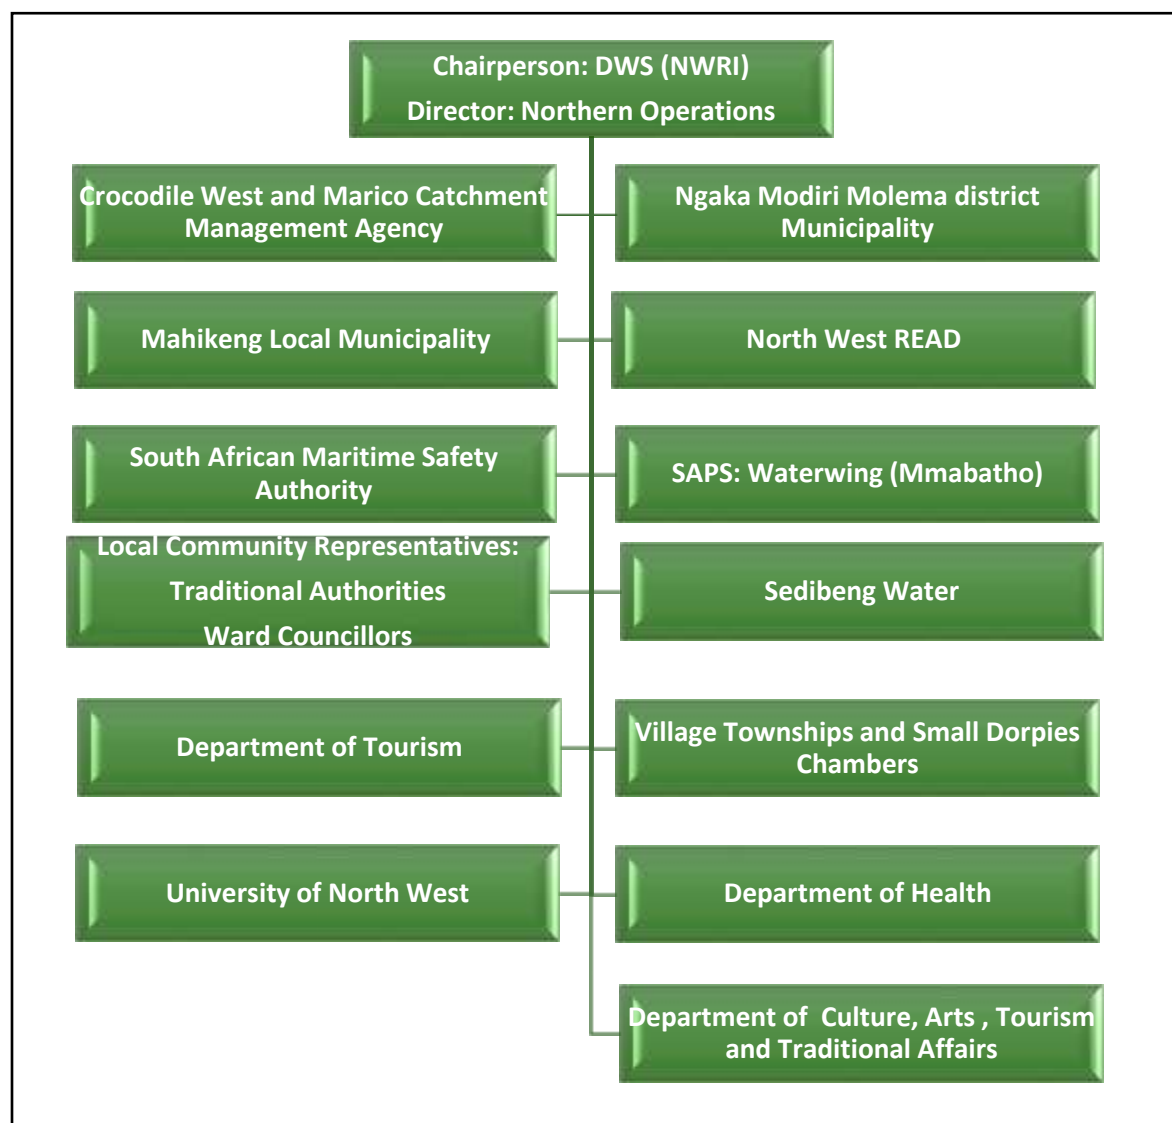 Chairperson: DWS (NWRI)
Director: Northern Operations
Crocodile West and Marico Catchment
Management Agency
Ngaka Modiri Molema district
Municipality
Mahikeng Local Municipality
North West READ
South African Maritime Safety
Authority
SAPS: Waterwing (Mmabatho)
Local Community Representatives:
Traditional Authorities
Ward Councillors
Sedibeng Water
Department of Tourism
Village Townships and Small Dorpies
Chambers
University of North West
Department of Health
Department of Culture, Arts , Tourism
and Traditional Affairs